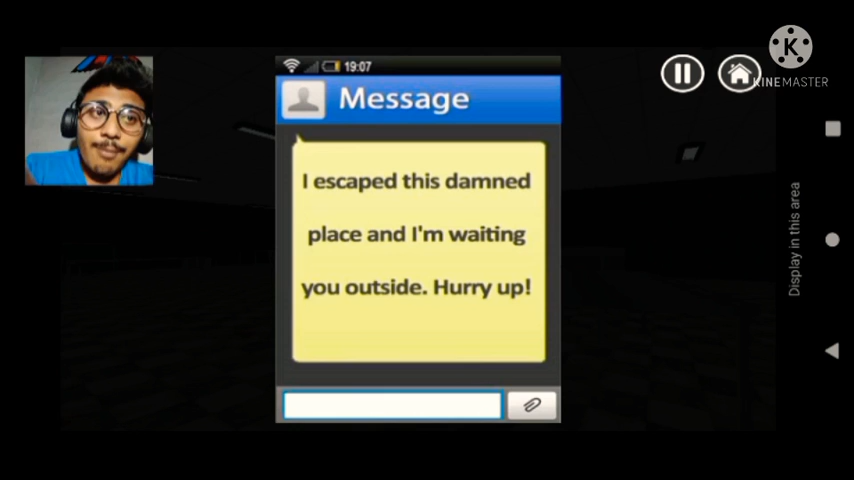 19:07
Message
I escaped this damned
place and I'm waiting
you outside. Hurry up!
K
KINEMASTER
Display in this area